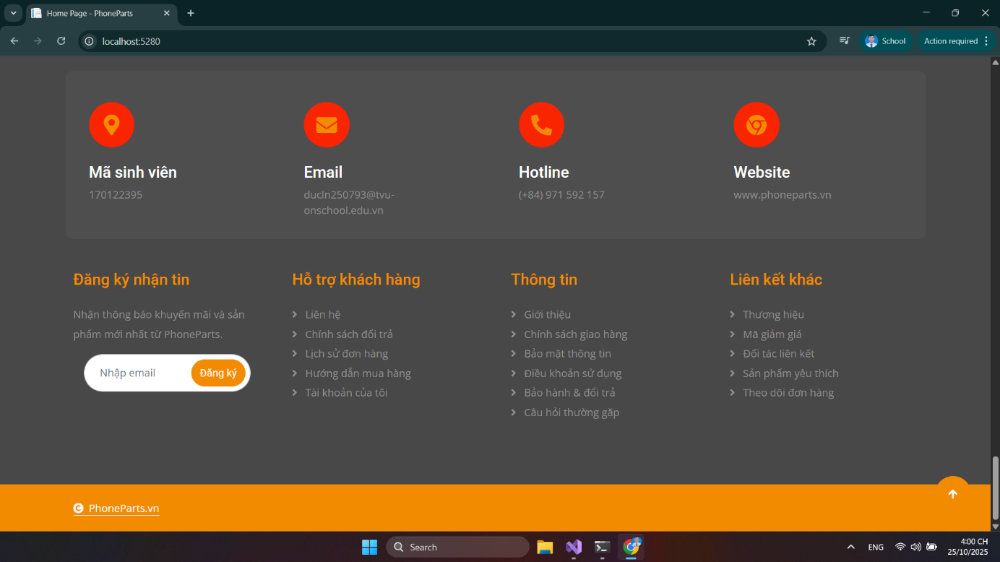 Home Page - PhoneParts
localhost:5280
School
Action required
Mã sinh viên
170122395
Email
ducln250793@tvu-
onschool.edu.vn
Hotline
(+84) 971 592 157
Website
www.phoneparts.vn
Đăng ký nhận tin
Nhận thông báo khuyến mãi và sản
phẩm mới nhất từ PhoneParts.
Nhập email
Đăng ký
Hỗ trợ khách hàng
Liên hệ
Chính sách đổi trả
Lịch sử đơn hàng
Hướng dẫn mua hàng
Tài khoản của tôi
Thông tin
Giới thiệu
Chính sách giao hàng
Bảo mật thông tin
Điều khoản sử dụng
Bảo hành & đổi trả
Câu hỏi thường gặp
Liên kết khác
Thương hiệu
Mã giảm giá
Đối tác liên kết
Sản phẩm yêu thích
Theo dõi đơn hàng
PhoneParts.vn
Search
ENG
4:00 CH
25/10/2025